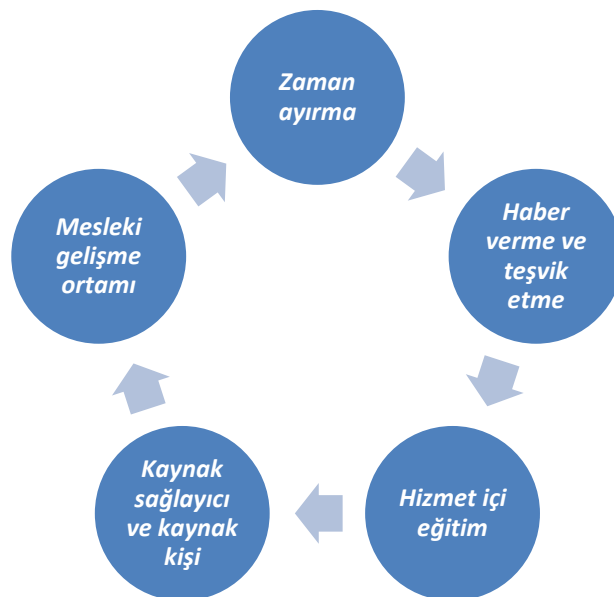 Zaman
ayırma
Haber
verme ve
teşvik
etme
Hizmet içi
eğitim
Kaynak
sağlayıcı
ve kaynak
kişi
Mesleki
gelişme
ortamı